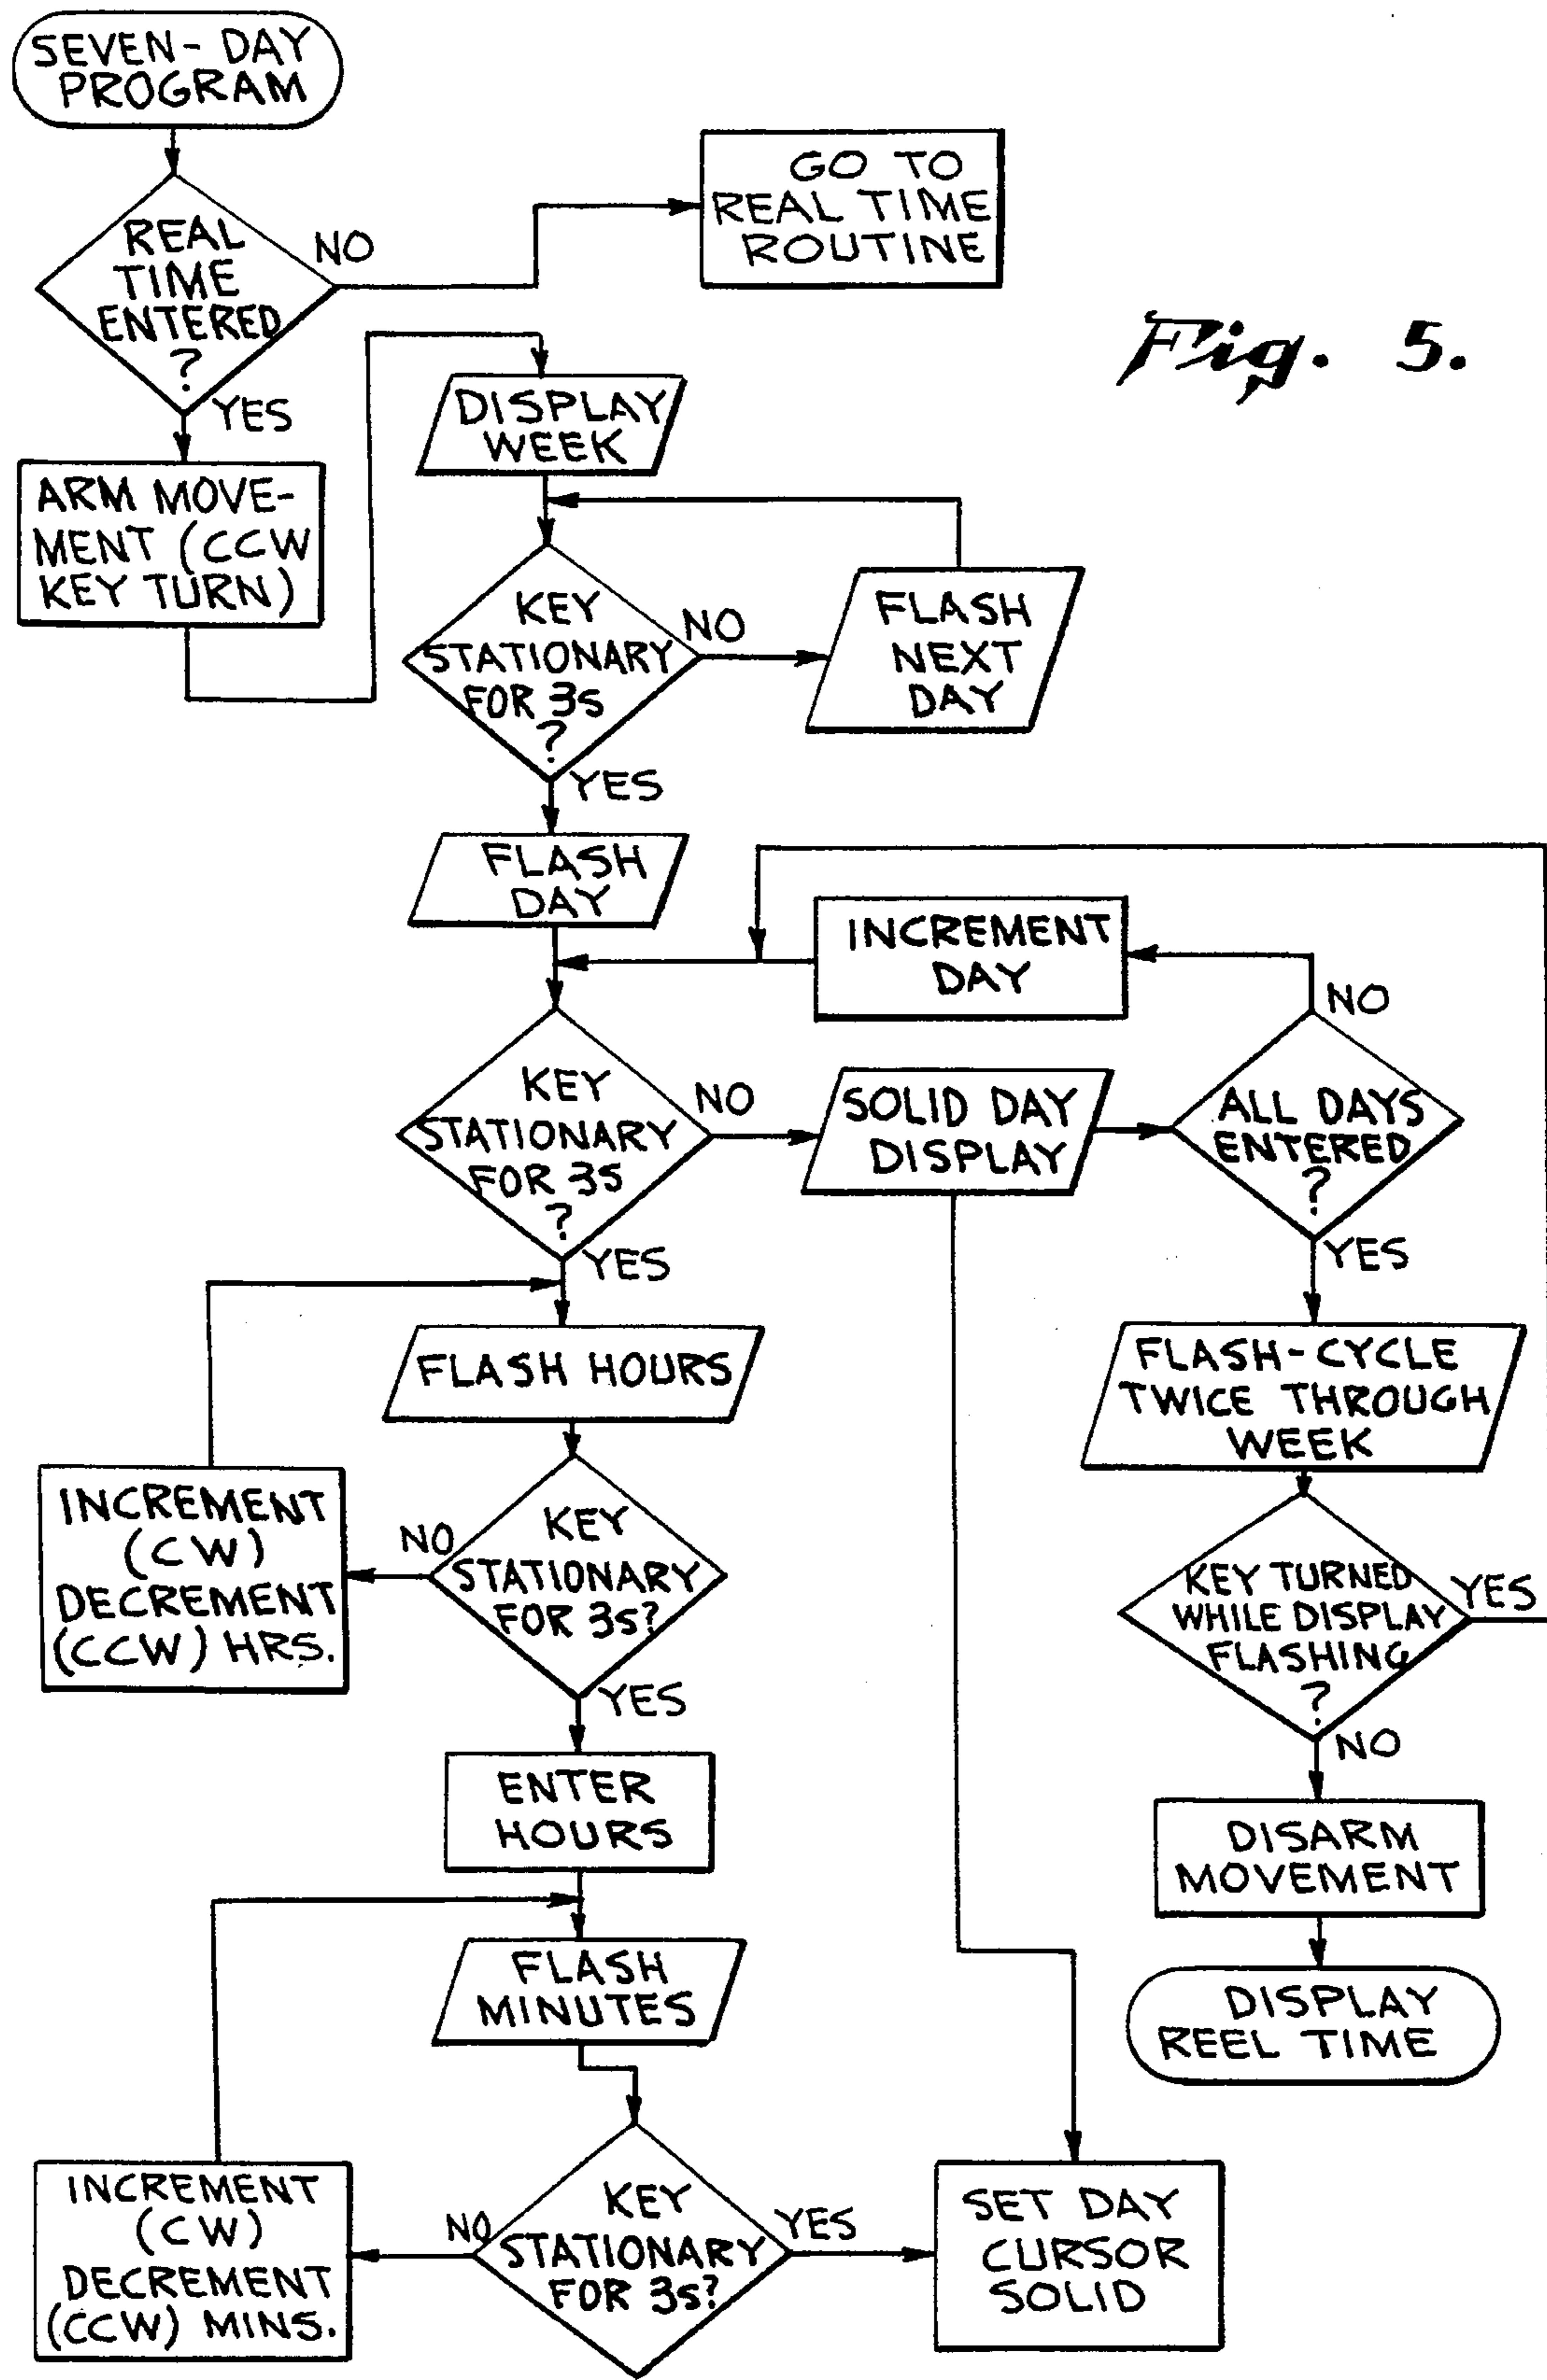 SEVEN-DAY
PROGRAM
GO TO
REAL TIME
ROUTINE
REAL
TIME
ENTERED
?
NO
YES
Fig. 5.
DISPLAY
WEEK
ARM MOVE-
MENT (CCW
KEY TURN)
KEY
STATIONARY
FOR 3s
?
NO
FLASH
NEXT
DAY
YES
FLASH
DAY
INCREMENT
DAY
NO
KEY
STATIONARY
FOR 3s
?
NO
SOLID DAY
DISPLAY
ALL DAYS
ENTERED
?
YES
YES
FLASH HOURS
FLASH-CYCLE
TWICE THROUGH
WEEK
INCREMENT
(CW)
DECREMENT
(CCW) HRS.
NO
KEY
STATIONARY
FOR 3s?
KEY TURNED
WHILE DISPLAY
FLASHING
?
YES
YES
NO
ENTER
HOURS
DISARM
MOVEMENT
FLASH
MINUTES
DISPLAY
REEL TIME
INCREMENT
(CW)
DECREMENT
(CCW) MINS.
NO
KEY
STATIONARY
FOR 3s?
YES
SET DAY
CURSOR
SOLID